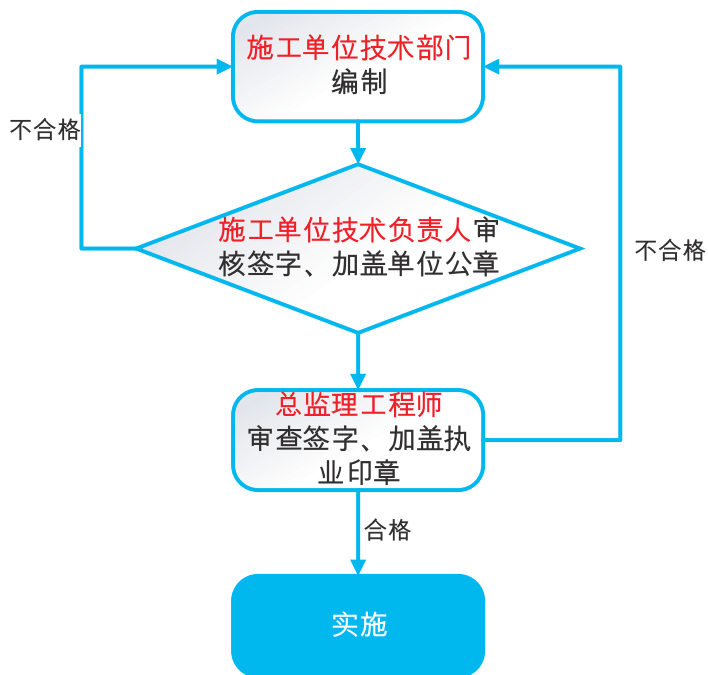 施工单位技术部门
编制
不合格
施工单位技术负责人审
核签字、加盖单位公章
不合格
总监理工程师
审查签字、加盖执
业印章
合格
实施